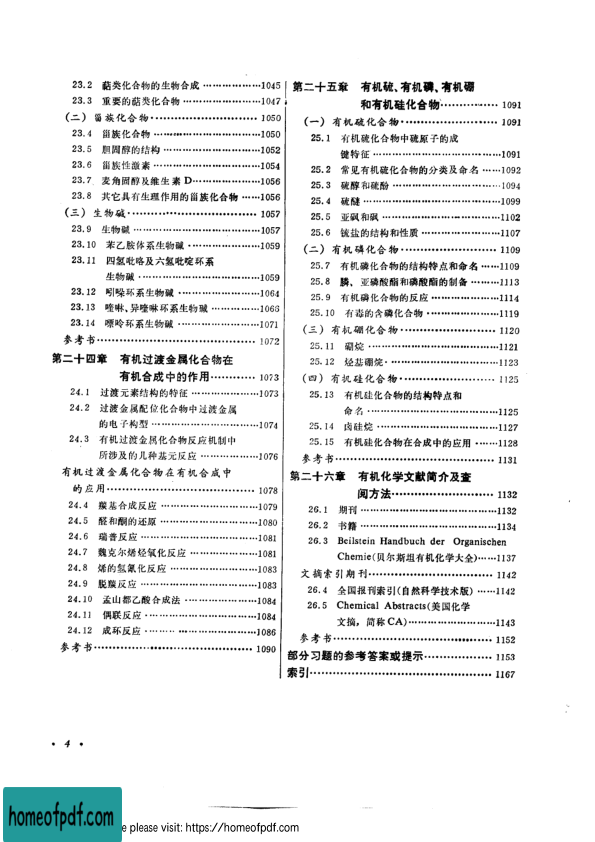 23.2 萜类化合物的生物合成 ………………1045
23.3 重要的萜类化合物 …………………1047
(二) 甾族化合物 ………………………… 1050
23.4 甾族化合物 …………………………1050
23.5 胆固醇的结构 ………………………1052
23.6 甾族性激素 …………………………1054
23.7 麦角固醇及维生素 D………………1056
23.8 其它具有生理作用的甾族化合物 ……1056
(三) 生物碱 ……………………………… 1057
23.9 生物碱 ………………………………1057
23.10 苯乙胺体系生物碱 …………………1059
23.11 四氢吡咯及六氢吡啶环系
生物碱 ………………………………1059
23.12 吲哚环系生物碱 ……………………1064
23.13 喹啉、异喹啉环系生物碱 …………1066
23.14 嘌呤环系生物碱 ……………………1071
参考书 ……………………………………… 1072
第二十四章 有机过渡金属化合物在
有机合成中的作用………… 1073
24.1 过渡元素结构的特征 ………………1073
24.2 过渡金属配位化合物中过渡金属
的电子构型 …………………………1074
24.3 有机过渡金属化合物反应机制中
所涉及的几种基元反应 ……………1076
有机过渡金属化合物在有机合成中
的应用 ………………………………… 1078
24.4 羰基合成反应 ………………………1079
24.5 醛和酮的还原 ………………………1080
24.6 瑞普反应 ……………………………1081
24.7 魏克尔烯烃氧化反应 ………………1081
24.8 烯的氢氰化反应 ……………………1083
24.9 脱羰反应 ……………………………1083
24.10 孟山都乙酸合成法 …………………1084
24.11 偶联反应 ……………………………1084
24.12 成环反应 ……………………………1086
参考书 ……………………………………… 1090
第二十五章 有机硫、有机磷、有机硼
和有机硅化合物…………… 1091
(一) 有机硫化合物 ……………………… 1091
25.1 有机硫化合物中硫原子的成
键特征 ………………………………1091
25.2 常见有机硫化合物的分类及命名 ……1092
25.3 硫醇和硫酚 …………………………1094
25.4 硫醚 …………………………………1099
25.5 亚砜和砜 ……………………………1102
25.6 锍盐的结构和性质 …………………1107
(二) 有机磷化合物 ……………………… 1109
25.7 有机磷化合物的结构特点和命名 ……1109
25.8 膦、亚磷酸酯和磷酸酯的制备 ………1113
25.9 有机磷化合物的反应 ………………1114
25.10 有毒的含磷化合物 …………………1119
(三) 有机硼化合物 ……………………… 1120
25.11 硼烷 …………………………………1121
25.12 烃基硼烷 ……………………………1123
(四) 有机硅化合物 ……………………… 1125
25.13 有机硅化合物的结构特点和
命名 …………………………………1125
25.14 卤硅烷 ………………………………1127
25.15 有机硅化合物在合成中的应用 ……1128
参考书 ……………………………………… 1131
第二十六章 有机化学文献简介及查
阅方法……………………… 1132
26.1 期刊 …………………………………1132
26.2 书籍 …………………………………1134
26.3 Beilstein Handbuch der Organischen
Chemie(贝尔斯坦有机化学大全)……1137
文摘索引期刊 ……………………………… 1142
26.4 全国报刊索引(自然科学技术版) ……1142
26.5 Chemical Abstracts(美国化学
文摘, 简称 CA)……………………1143
参考书 ……………………………………… 1152
部分习题的参考答案或提示……………… 1153
索引………………………………………… 1167
• 4 •
homeofpdf.com
e please visit: https://homeofpdf.com